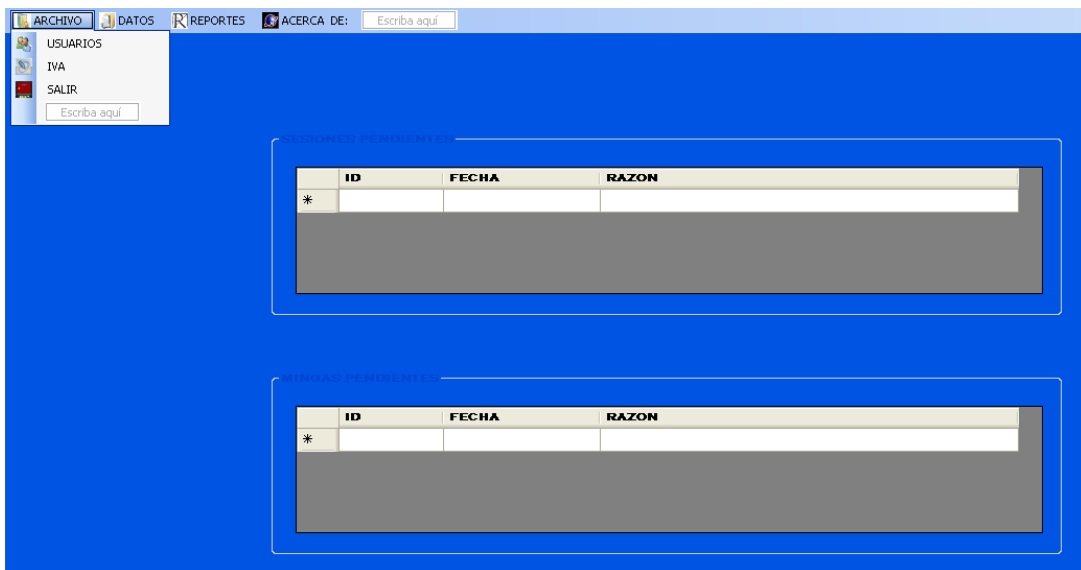 ARCHIVO DATOS REPORTES ACERCA DE: Escriba aquí
USUARIOS
IVA
SALIR
Escriba aquí
SESIONES PENDIENTES
ID FECHA RAZON
*
MINGAS PENDIENTES
ID FECHA RAZON
*